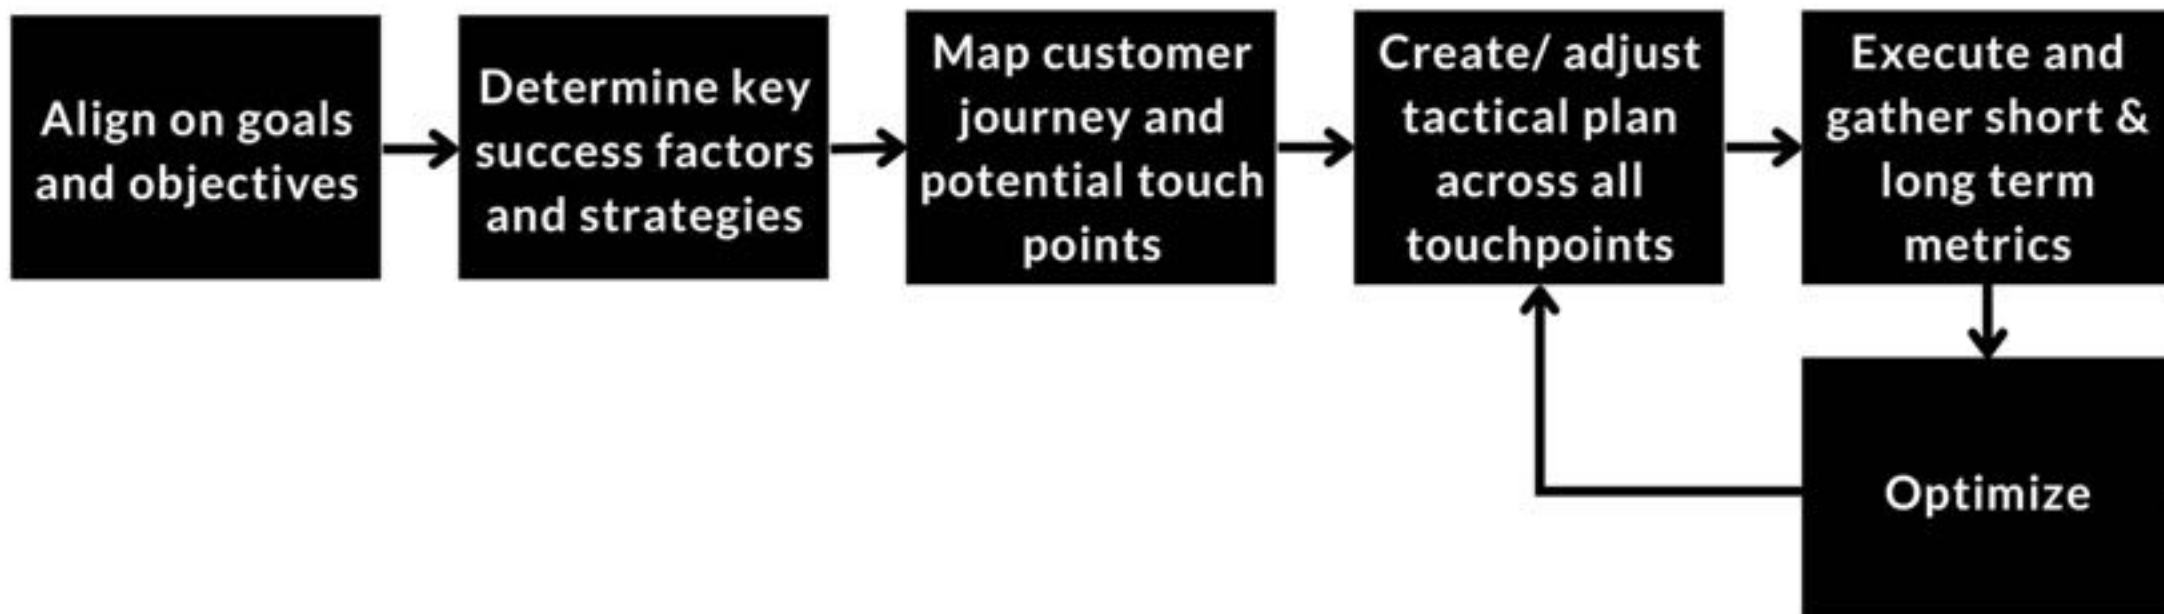 Align on goals
and objectives
Determine key
success factors
and strategies
Map customer
journey and
potential touch
points
Create/ adjust
tactical plan
across all
touchpoints
Execute and
gather short &
long term
metrics
Optimize